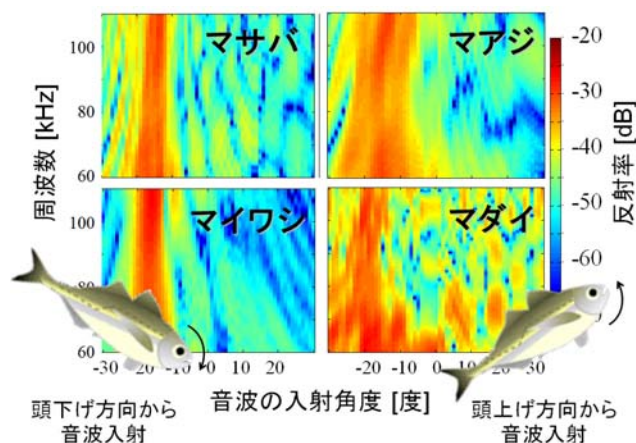 マサバ
マアジ
マイワシ
マダイ
周波数 [kHz]
100
80
60
100
80
60
-30 -20 -10 0 10 20
-20 -10 0 10 20 30
音波の入射角度 [度]
-20
-30
-40
-50
-60
反射率 [dB]
頭下げ方向から
音波入射
頭上げ方向から
音波入射